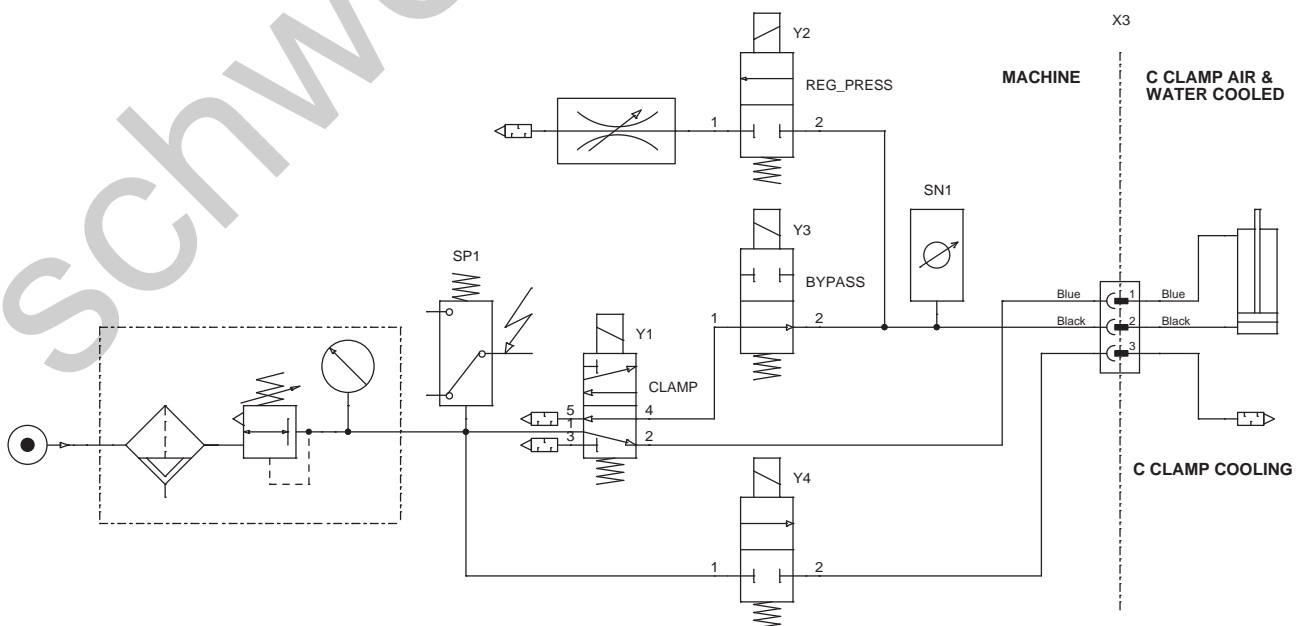 X3
Y2
MACHINE
C CLAMP AIR &
WATER COOLED
REG_PRESS
1
2
SN1
Y3
SP1
BYPASS
Blue
1
Blue
Y1
1
2
Black
2
Black
3
CLAMP
5
4
1
3
2
C CLAMP COOLING
Y4
1
2
schw